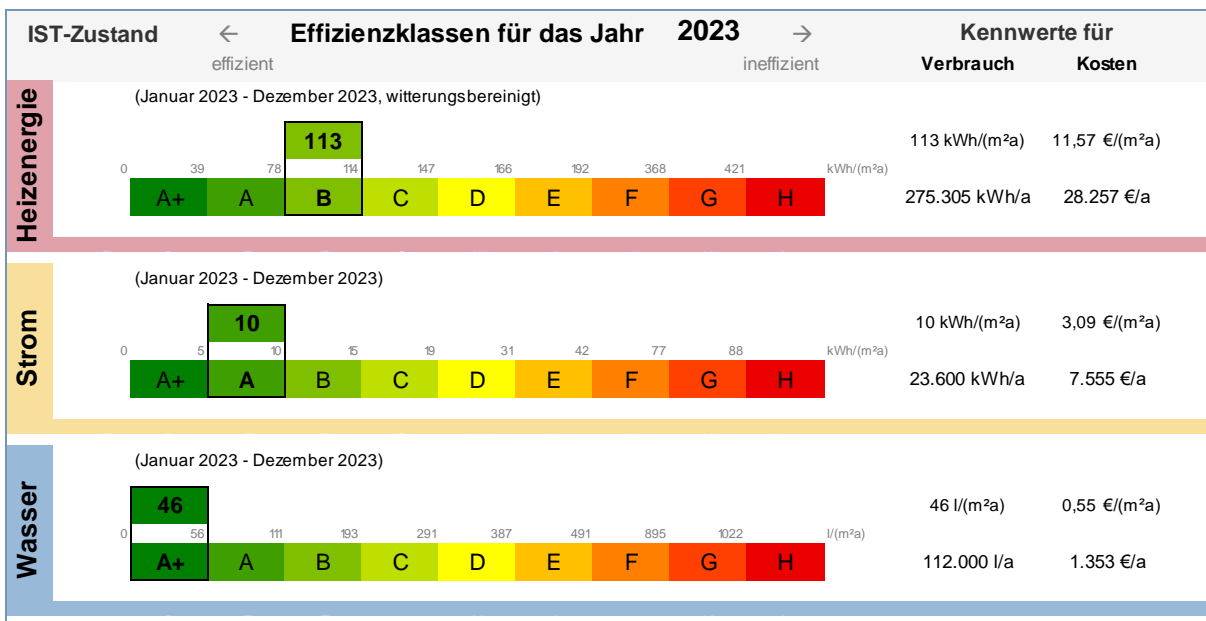 IST-Zustand ← Effizienzklassen für das Jahr 2023 → Kennwerte für
effizient ineffizient Verbrauch Kosten
Heizenergie
(Januar 2023 - Dezember 2023, witterungsbereinigt)
113 113 kWh/(m²a) 11,57 €/(m²a)
0 39 78 114 147 166 192 368 421 kWh/(m²a)
A+ A B C D E F G H 275.305 kWh/a 28.257 €/a
Strom
(Januar 2023 - Dezember 2023)
10 10 kWh/(m²a) 3,09 €/(m²a)
0 5 10 15 19 31 42 77 88 kWh/(m²a)
A+ A B C D E F G H 23.600 kWh/a 7.555 €/a
Wasser
(Januar 2023 - Dezember 2023)
46 46 l/(m²a) 0,55 €/(m²a)
0 56 111 193 291 387 491 895 1022 l/(m²a)
A+ A B C D E F G H 112.000 l/a 1.353 €/a